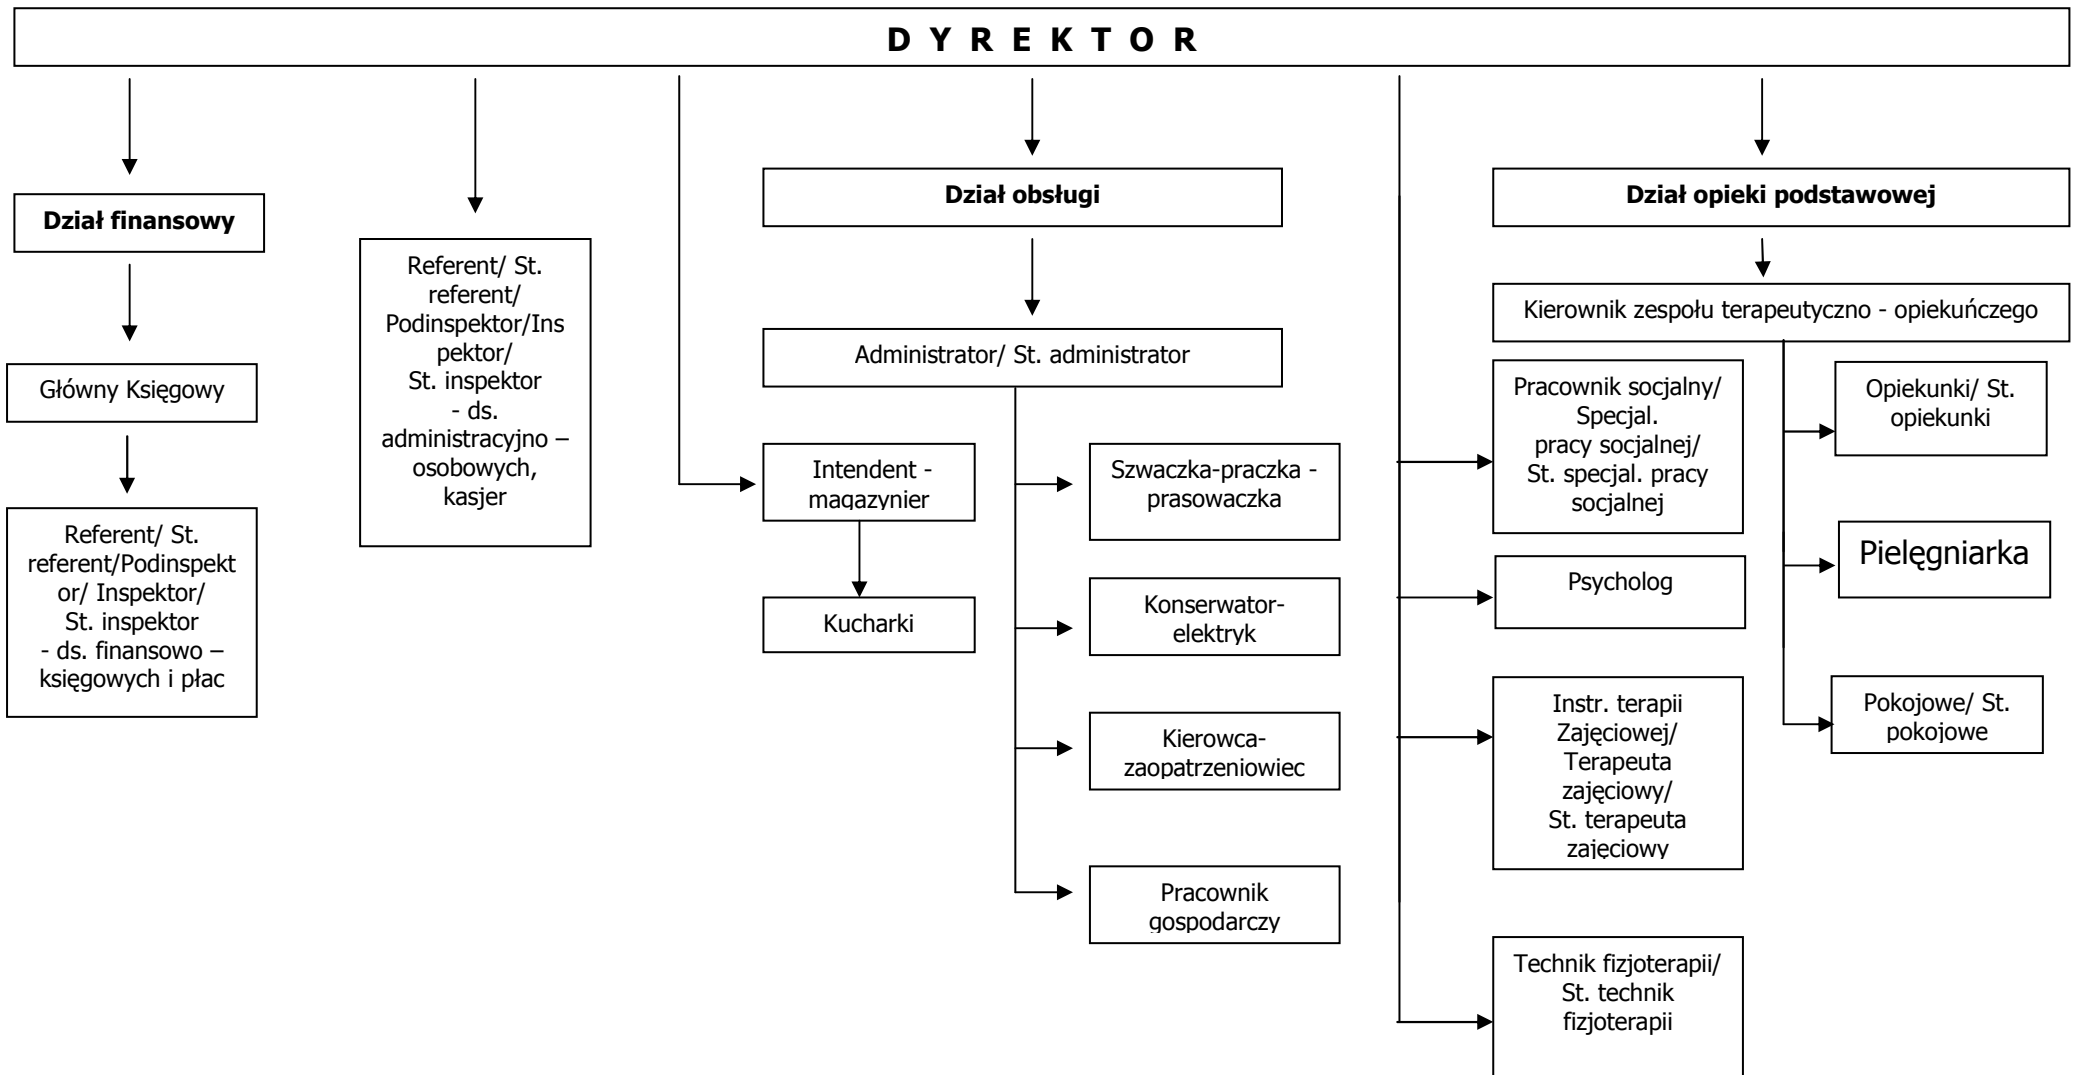 D Y R E K T O R
Dział finansowy
Główny Księgowy
Referent/ St.
referent/Podinspekt
or/ Inspektor/
St. inspektor
- ds. finansowo –
księgowych i płac
Referent/ St.
referent/
Podinspektor/Ins
pektor/
St. inspektor
- ds.
administracyjno –
osobowych,
kasjer
Dział obsługi
Administrator/ St. administrator
Intendent -
magazynier
Kucharki
Szwaczka-praczka -
prasowaczka
Konserwator-
elektryk
Kierowca-
zaopatrzeniowiec
Pracownik
gospodarczy
Dział opieki podstawowej
Kierownik zespołu terapeutyczno - opiekuńczego
Pracownik socjalny/
Specjal.
pracy socjalnej/
St. specjal. pracy
socjalnej
Psycholog
Instr. terapii
Zajęciowej/
Terapeuta
zajęciowy/
St. terapeuta
zajęciowy
Technik fizjoterapii/
St. technik
fizjoterapii
Opiekunki/ St.
opiekunki
Pielęgniarka
Pokojowe/ St.
pokojowe